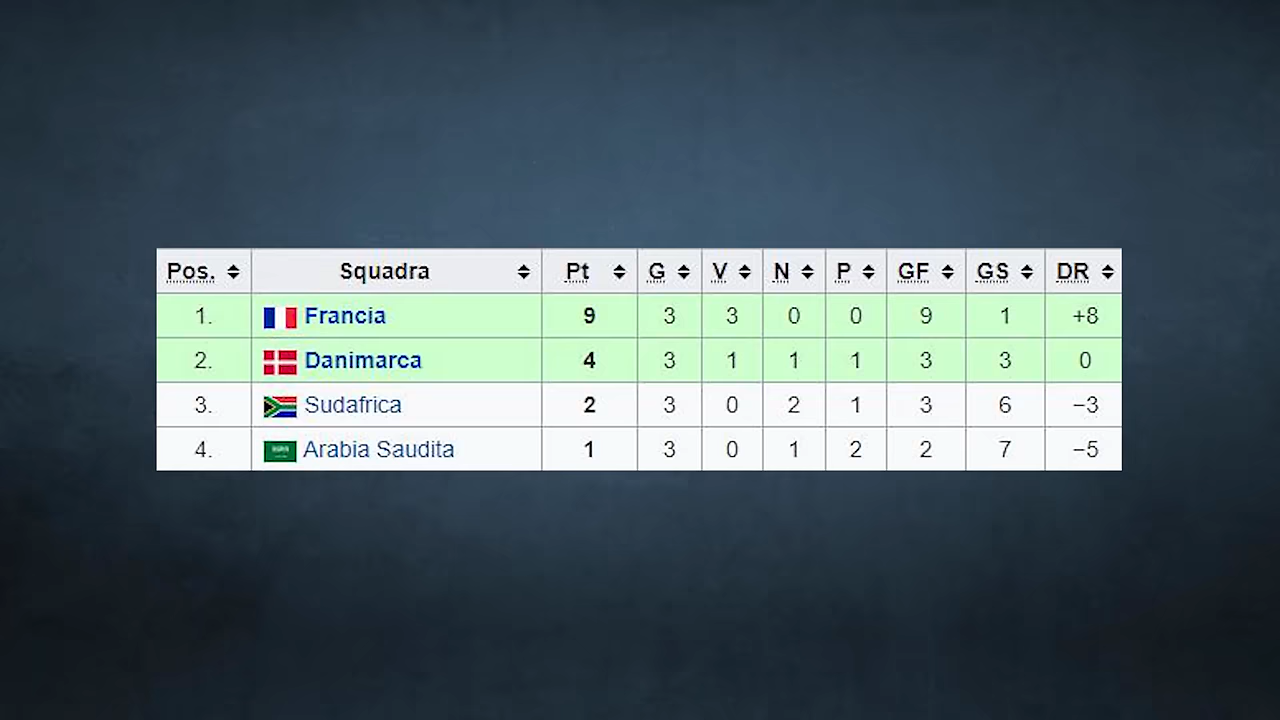 Pos. Squadra Pt G V N P GF GS DR
1. Francia 9 3 3 0 0 9 1 +8
2. Danimarca 4 3 1 1 1 3 3 0
3. Sudafrica 2 3 0 2 1 3 6 −3
4. Arabia Saudita 1 3 0 1 2 2 7 −5